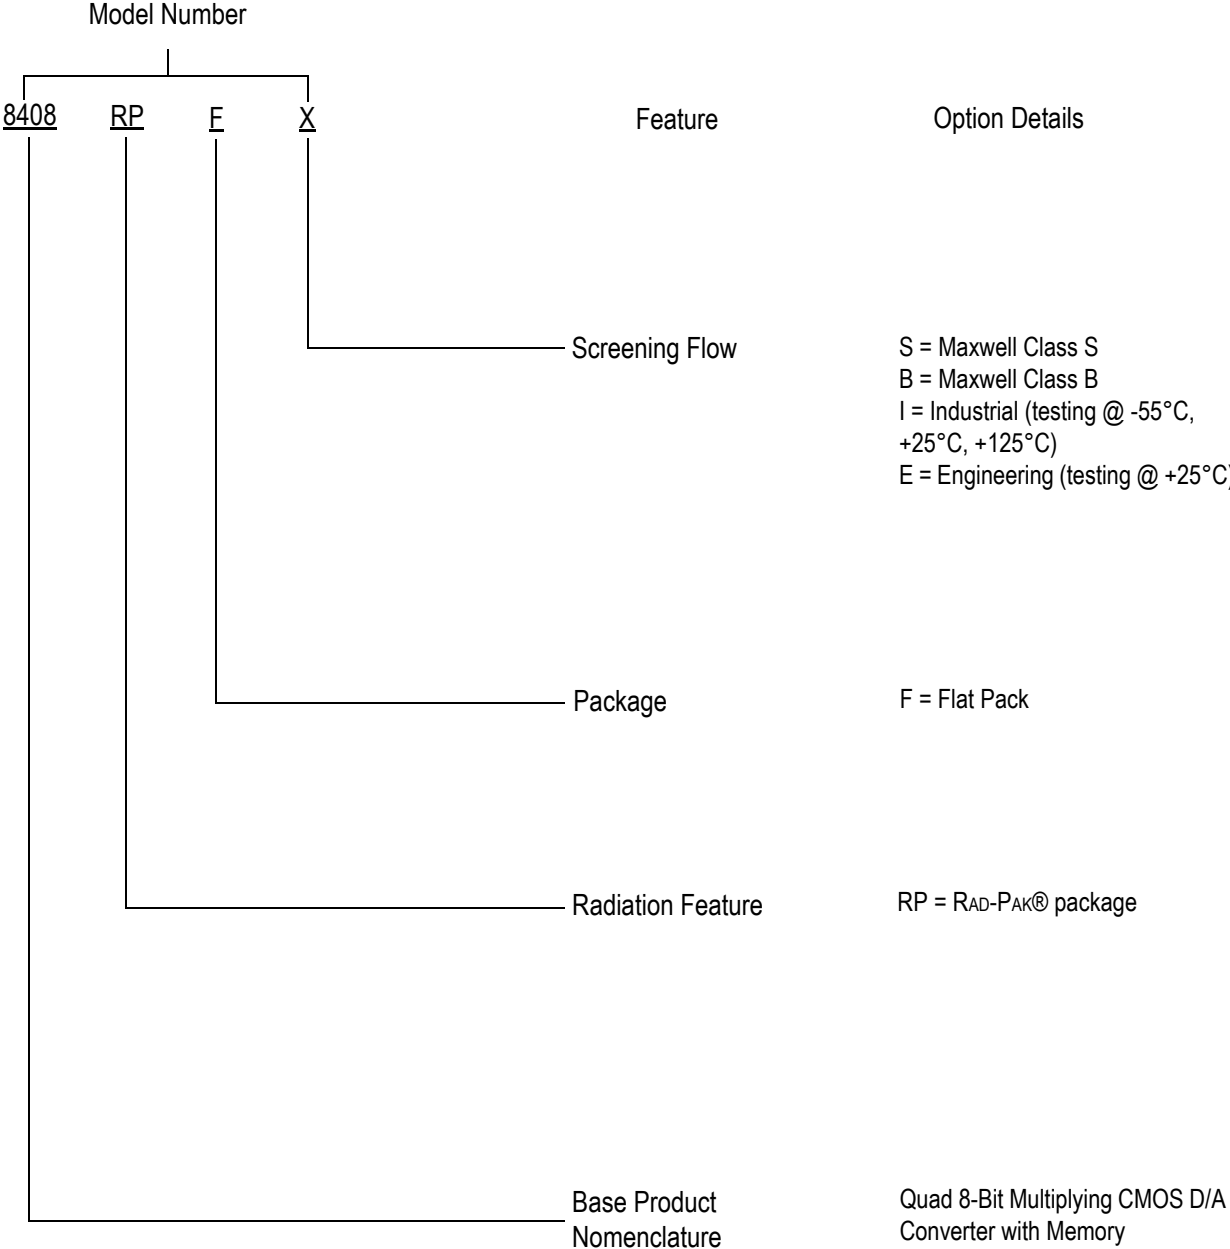 Model Number
8408 RP F X Feature Option Details
Screening Flow
S = Maxwell Class S
B = Maxwell Class B
I = Industrial (testing @ -55°C,
+25°C, +125°C)
E = Engineering (testing @ +25°C)
Package
F = Flat Pack
Radiation Feature
RP = RAD-PAK® package
Base Product
Nomenclature
Quad 8-Bit Multiplying CMOS D/A
Converter with Memory